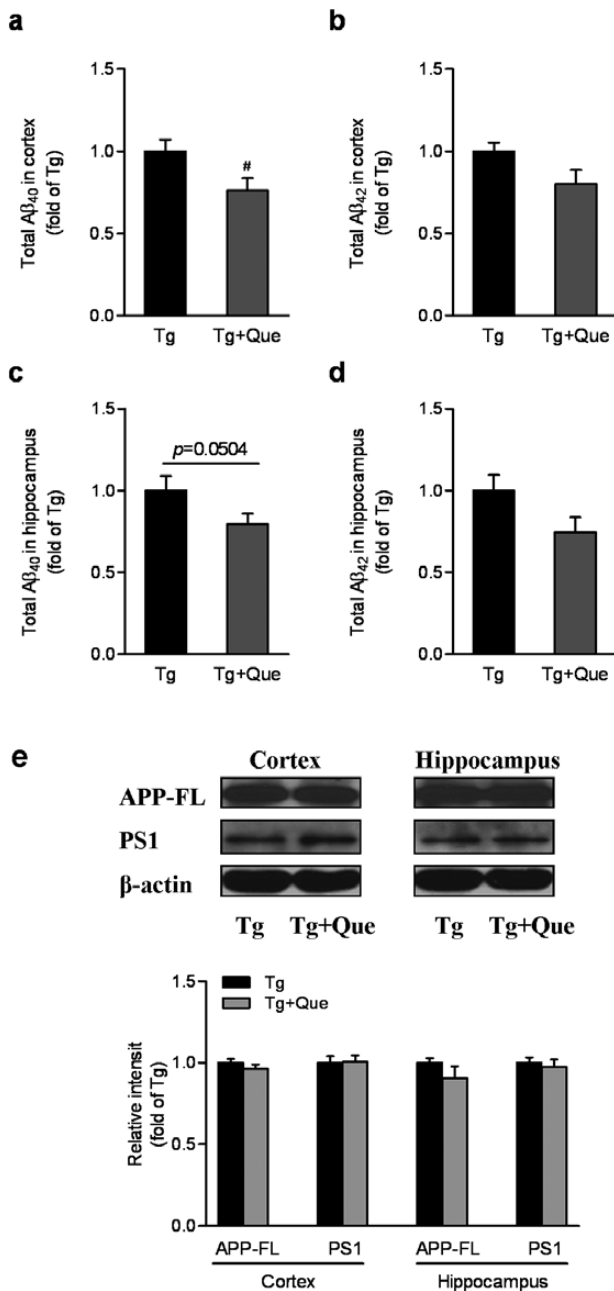 a
b
1.5
1.0
0.5
0.0
Total Aβ40 in cortex
(fold of Tg)
#
Tg Tg+Que
1.5
1.0
0.5
0.0
Total Aβ42 in cortex
(fold of Tg)
Tg Tg+Que
c
d
1.5
1.0
0.5
0.0
Total Aβ40 in hippocampus
(fold of Tg)
p=0.0504
Tg Tg+Que
1.5
1.0
0.5
0.0
Total Aβ42 in hippocampus
(fold of Tg)
Tg Tg+Que
e
Cortex Hippocampus
APP-FL
PS1
β-actin
Tg Tg+Que Tg Tg+Que
Tg
Tg+Que
1.5
1.0
0.5
0.0
Relative intensit
(fold of Tg)
APP-FL PS1 APP-FL PS1
Cortex Hippocampus